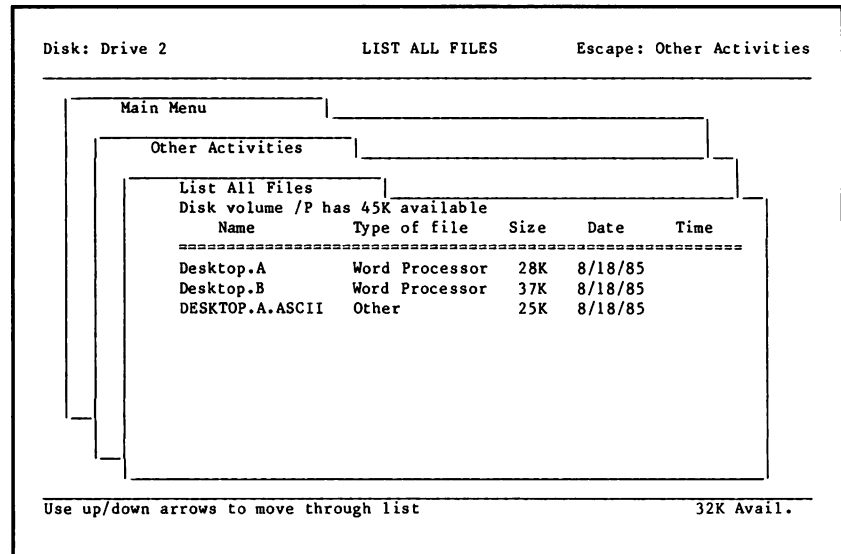 Disk: Drive 2 LIST ALL FILES Escape: Other Activities
Main Menu
Other Activities
List All Files
Disk volume /P has 45K available
Name Type of file Size Date Time
Desktop.A Word Processor 28K 8/18/85
Desktop.B Word Processor 37K 8/18/85
DESKTOP.A.ASCII Other 25K 8/18/85
Use up/down arrows to move through list 32K Avail.